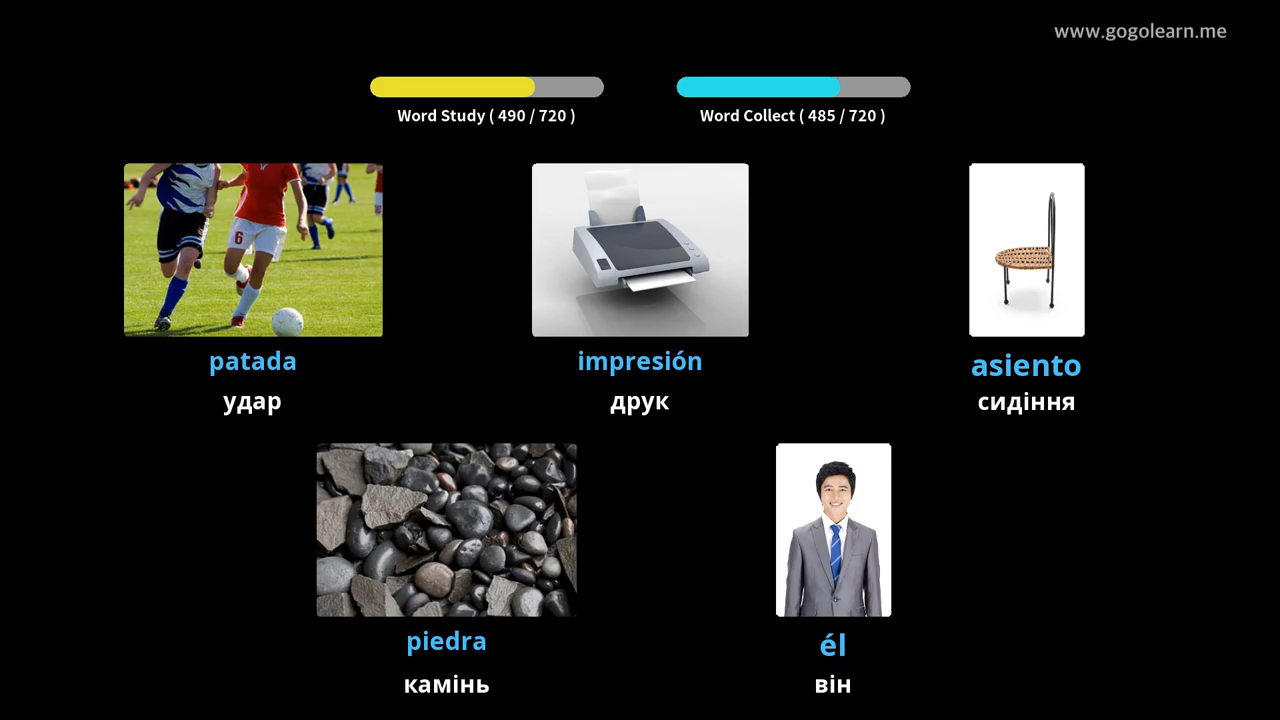 www.gogolearn.me
Word Study ( 490 / 720 )
Word Collect ( 485 / 720 )
patada
удар
impresión
друк
asiento
сидіння
piedra
камінь
él
він
6